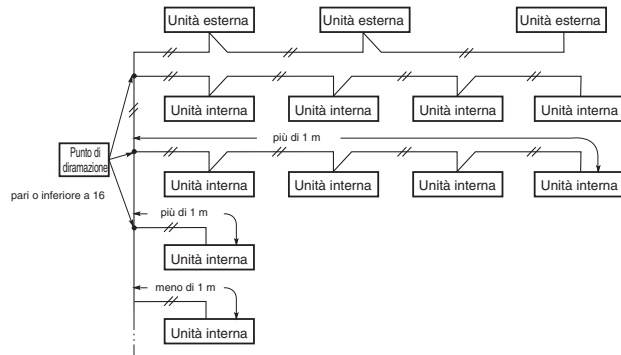 Unità esterna Unità esterna Unità esterna
Unità interna Unità interna Unità interna Unità interna
più di 1 m
Punto di
diramazione
Unità interna Unità interna Unità interna Unità interna
pari o inferiore a 16
più di 1 m
Unità interna
meno di 1 m
Unità interna